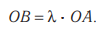 OB = λ · OA.